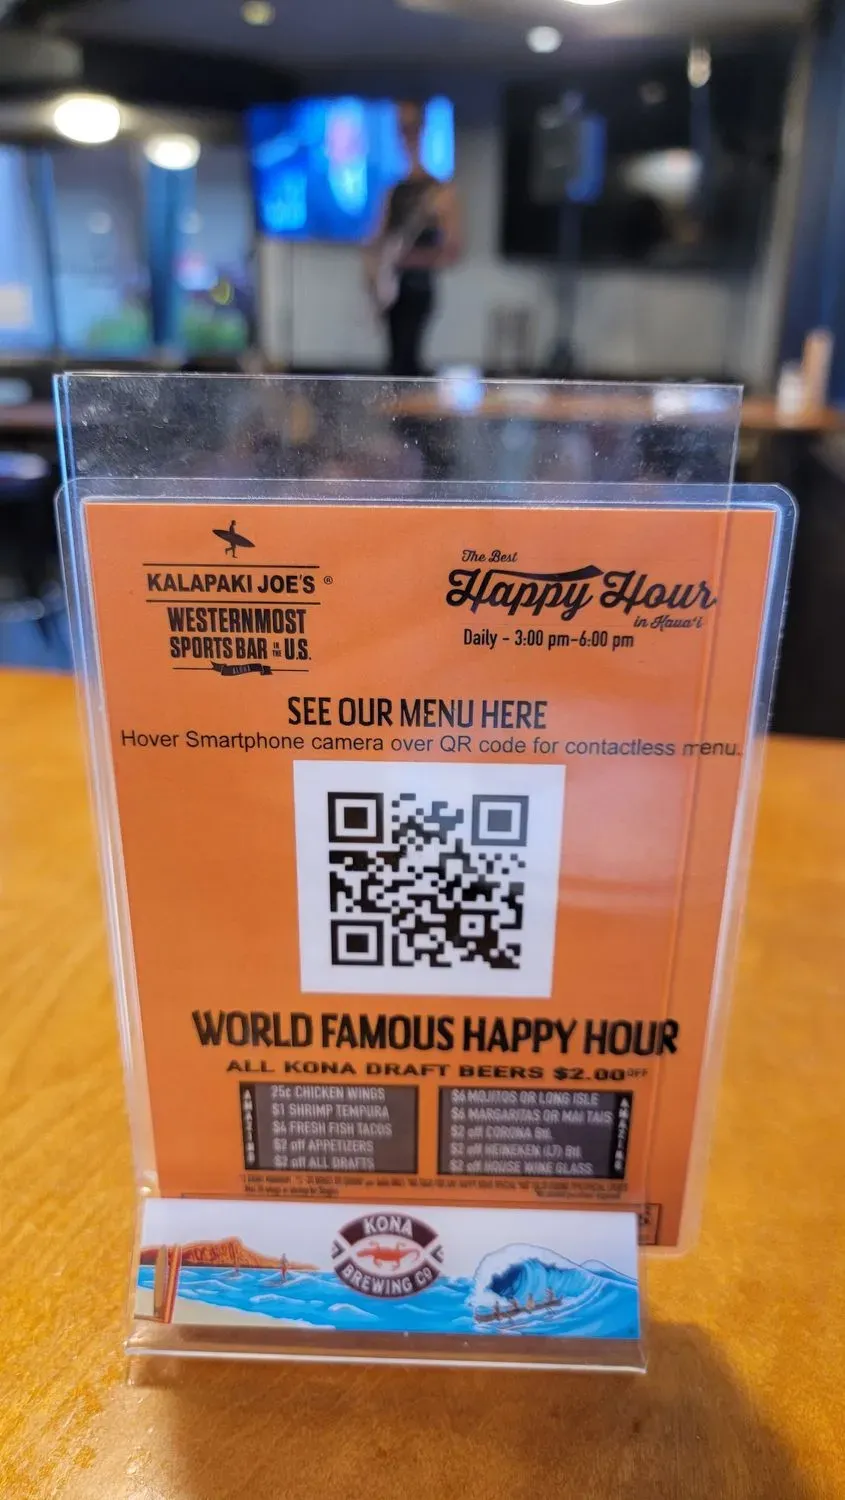 KALAPAKI JOE'S ®
WESTERNMOST
SPORTS BAR IN THE U.S.
ALOHA
The Best
Happy Hour
in Kaua'i
Daily - 3:00 pm-6:00 pm
SEE OUR MENU HERE
Hover Smartphone camera over QR code for contactless menu.
WORLD FAMOUS HAPPY HOUR
ALL KONA DRAFT BEERS $2.00 OFF
AMAZING
25¢ CHICKEN WINGS
$1 SHRIMP TEMPURA
$4 FRESH FISH TACOS
$2 off APPETIZERS
$2 off ALL DRAFTS
$6 MOJITOS OR LONG ISLE
$6 MARGARITAS OR MAI TAIS
$2 off CORONA Btl.
$2 off HEINEKEN (LT) Btl
$2 off HOUSE WINE GLASS
AMAZING
KONA
BREWING CO